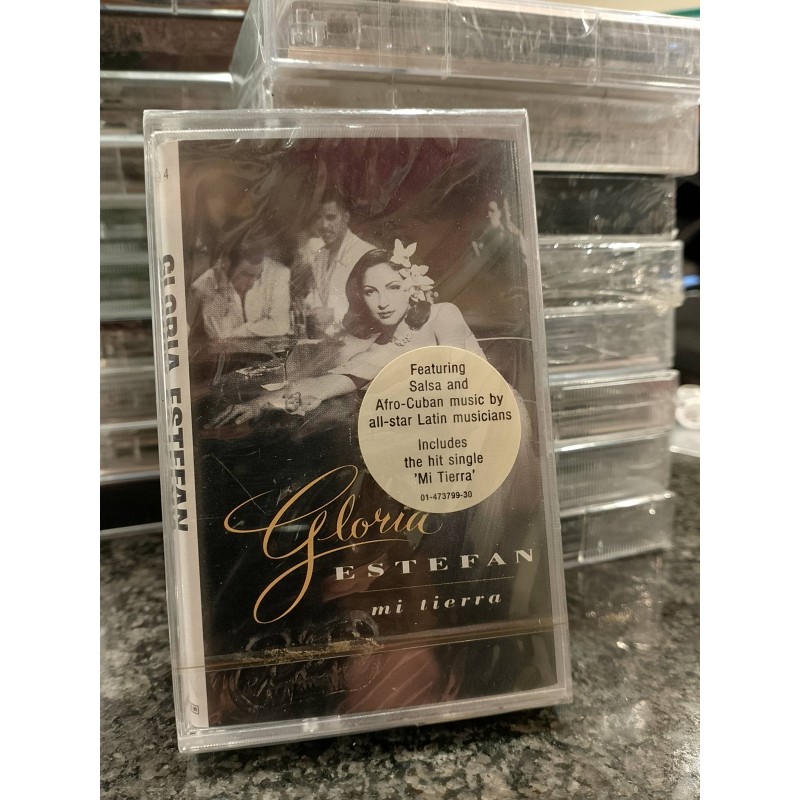 4
GLORIA ESTEFAN
Featuring
Salsa and
Afro-Cuban music by
all-star Latin musicians
Includes
the hit single
'Mi Tierra'
01-473799-30
Gloria
ESTEFAN
mi tierra